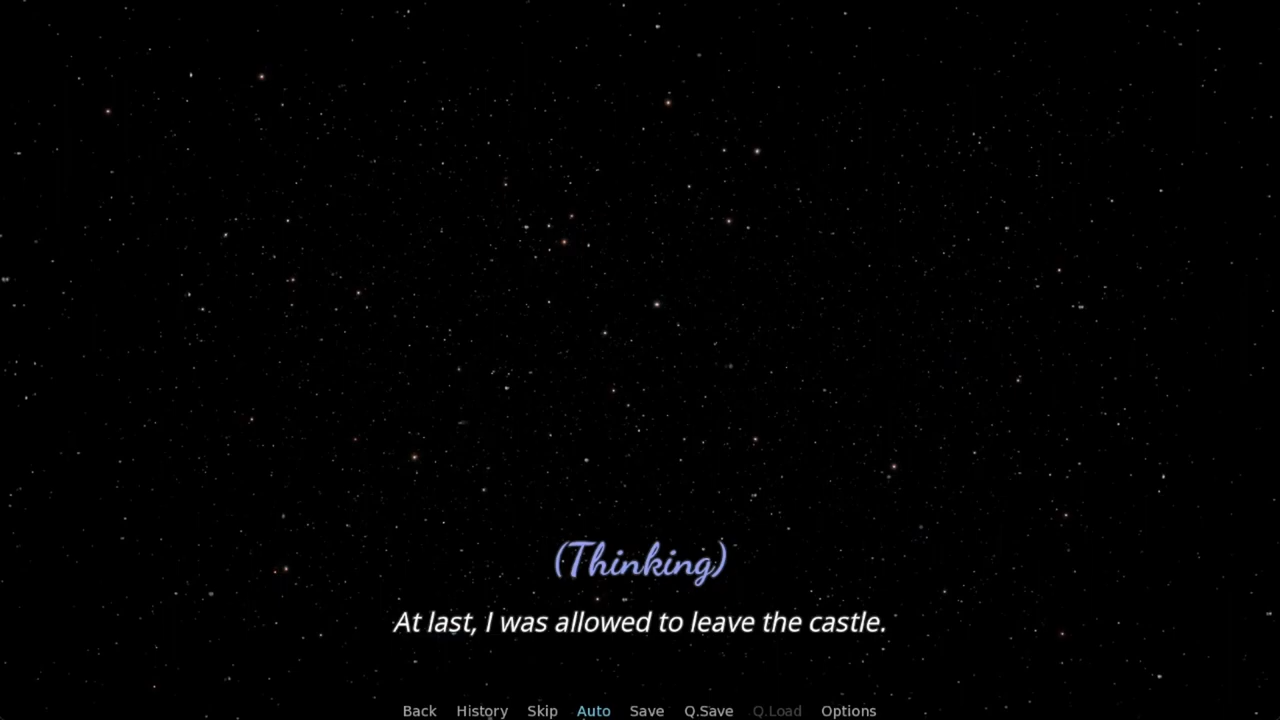 (Thinking)
At last, I was allowed to leave the castle.
Back History Skip Auto Save Q.Save Q.Load Options